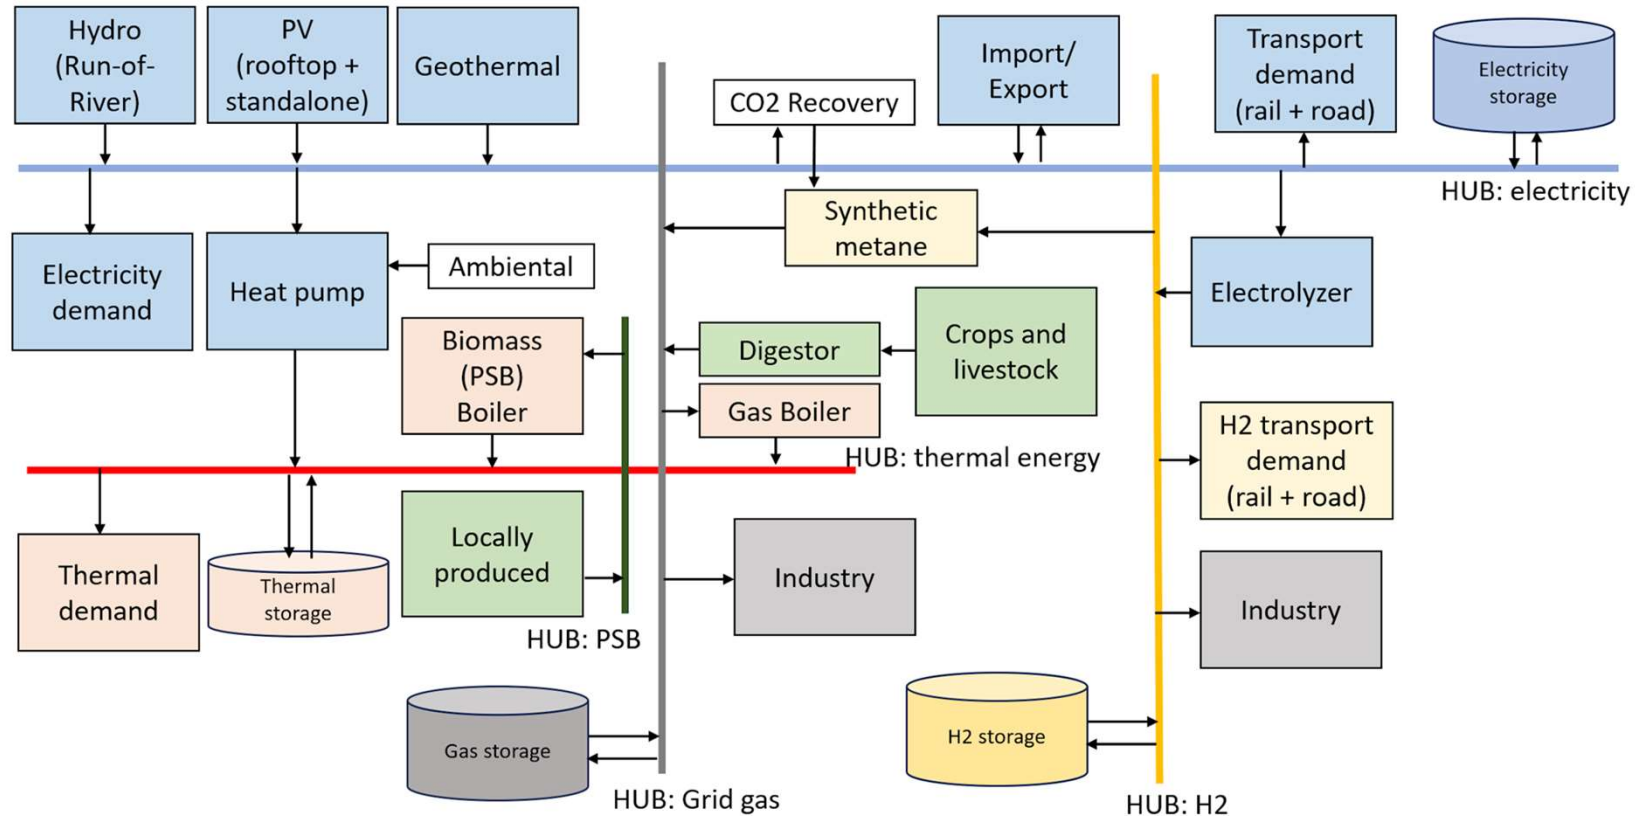 Hydro
(Run-of-
River)
PV
(rooftop +
standalone)
Geothermal
CO2 Recovery
Import/
Export
Transport
demand
(rail + road)
Electricity
storage
HUB: electricity
Electricity
demand
Heat pump
Ambiental
Synthetic
metane
Electrolyzer
Biomass
(PSB)
Boiler
Digestor
Crops and
livestock
Gas Boiler
HUB: thermal energy
H2 transport
demand
(rail + road)
Thermal
demand
Thermal
storage
Locally
produced
HUB: PSB
Industry
Industry
Gas storage
H2 storage
HUB: Grid gas
HUB: H2